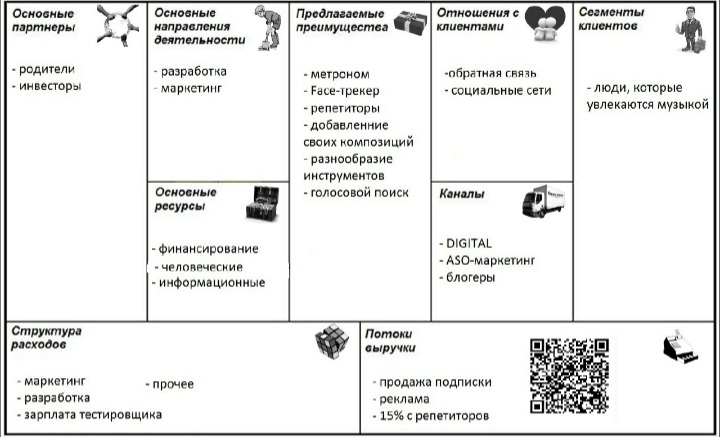 Основные
партнеры
- родители
- инвесторы
Основные
направления
деятельности
- разработка
- маркетинг
Основные
ресурсы
- финансирование
- человеческие
- информационные
Предлагаемые
преимущества
- метроном
- Face-трекер
- репетиторы
- добавленние
своих композиций
- разнообразие
инструментов
- голосовой поиск
Отношения с
клиентами
-обратная связь
- социальные сети
Каналы
- DIGITAL
- ASO-маркетинг
- блогеры
Сегменты
клиентов
- люди, которые
увлекаются музыкой
Структура
расходов
- маркетинг
- разработка
- зарплата тестировщика
- прочее
Потоки
выручки
- продажа подписки
- реклама
- 15% с репетиторов